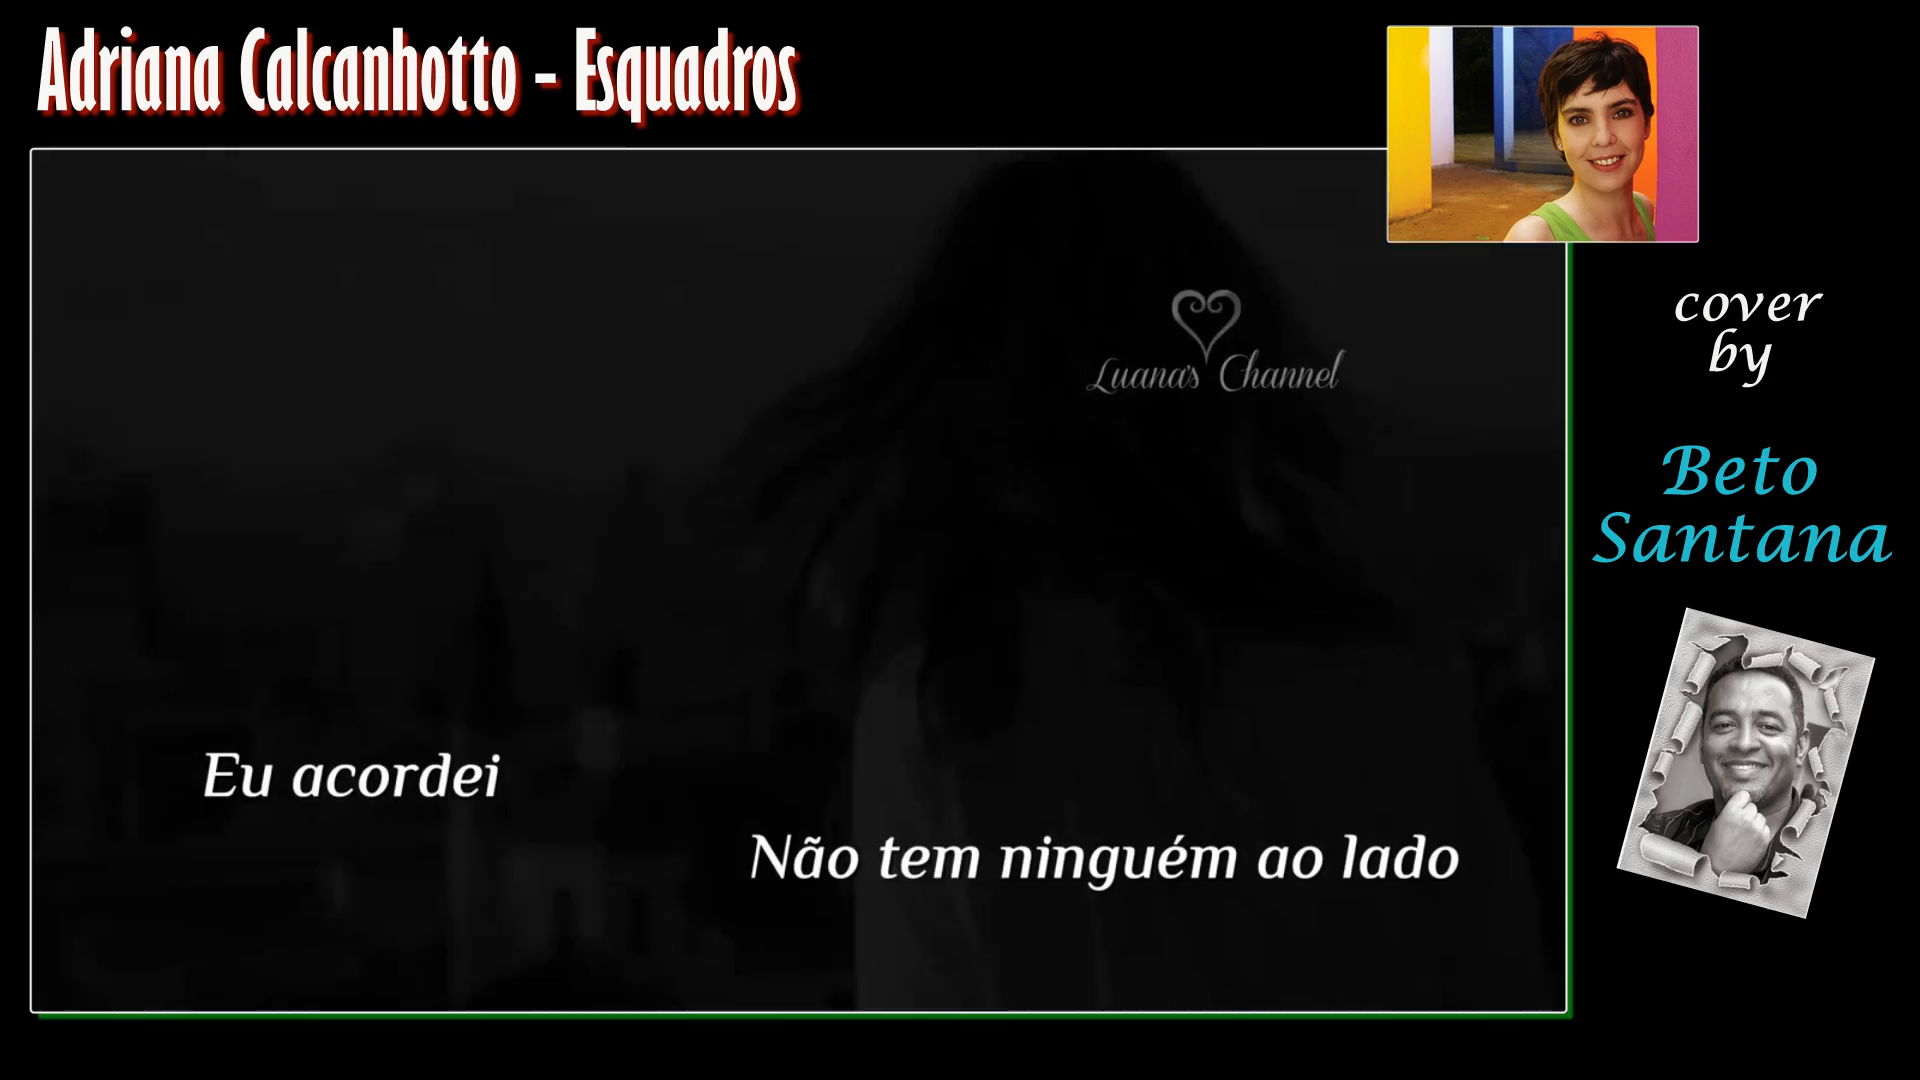 Adriana Calcanhotto - Esquadros
Luana's Channel
cover
by
Beto
Santana
Eu acordei
Não tem ninguém ao lado